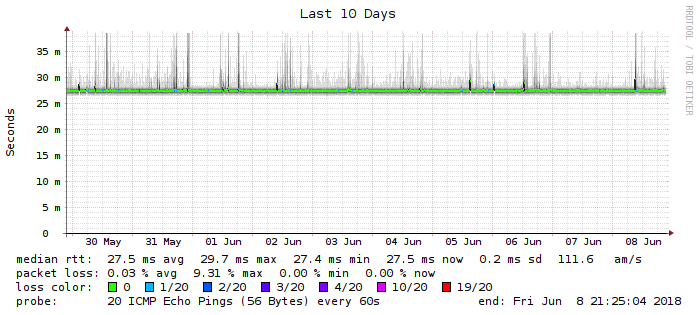 Last 10 Days
RRDTOOL / TOBI OETIKER
Seconds
35 m
30 m
25 m
20 m
15 m
10 m
5 m
0
30 May 31 May 01 Jun 02 Jun 03 Jun 04 Jun 05 Jun 06 Jun 07 Jun 08 Jun
median rtt: 27.5 ms avg 29.7 ms max 27.4 ms min 27.5 ms now 0.2 ms sd 111.6 am/s
packet loss: 0.03 % avg 9.31 % max 0.00 % min 0.00 % now
loss color: 0 1/20 2/20 3/20 4/20 10/20 19/20
probe: 20 ICMP Echo Pings (56 Bytes) every 60s end: Fri Jun 8 21:25:04 2018